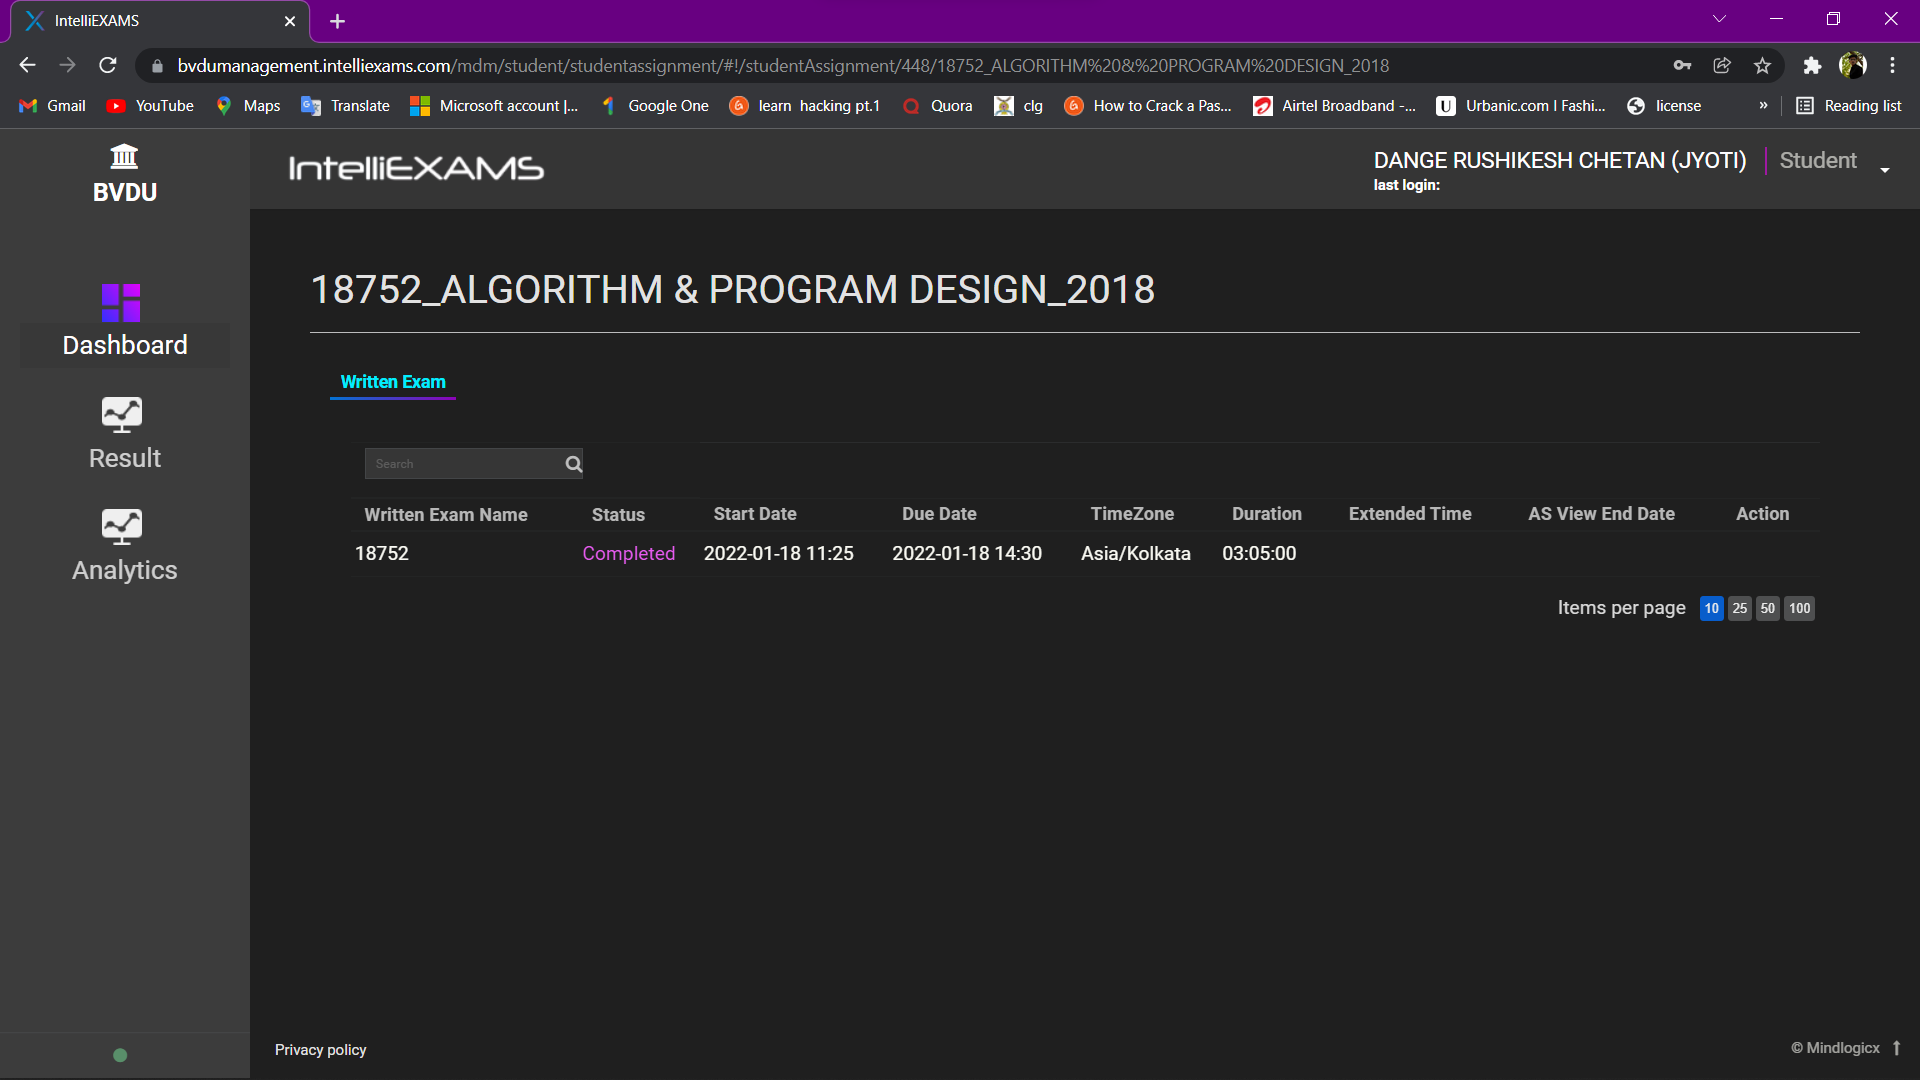 IntelliEXAMS
bvdumanagement.intelliexams.com/mdm/student/studentassignment/#!/studentAssignment/448/18752_ALGORITHM%20&%20PROGRAM%20DESIGN_2018
Gmail YouTube Maps Translate Microsoft account |... Google One learn hacking pt.1 Quora clg How to Crack a Pas... Airtel Broadband -... Urbanic.com I Fashi... license » Reading list
BVDU
IntelliEXAMS
DANGE RUSHIKESH CHETAN (JYOTI) Student
last login:
Dashboard
Result
Analytics
18752_ALGORITHM & PROGRAM DESIGN_2018
Written Exam
Search
Written Exam Name Status Start Date Due Date TimeZone Duration Extended Time AS View End Date Action
18752 Completed 2022-01-18 11:25 2022-01-18 14:30 Asia/Kolkata 03:05:00
Items per page 10 25 50 100
Privacy policy
© Mindlogicx